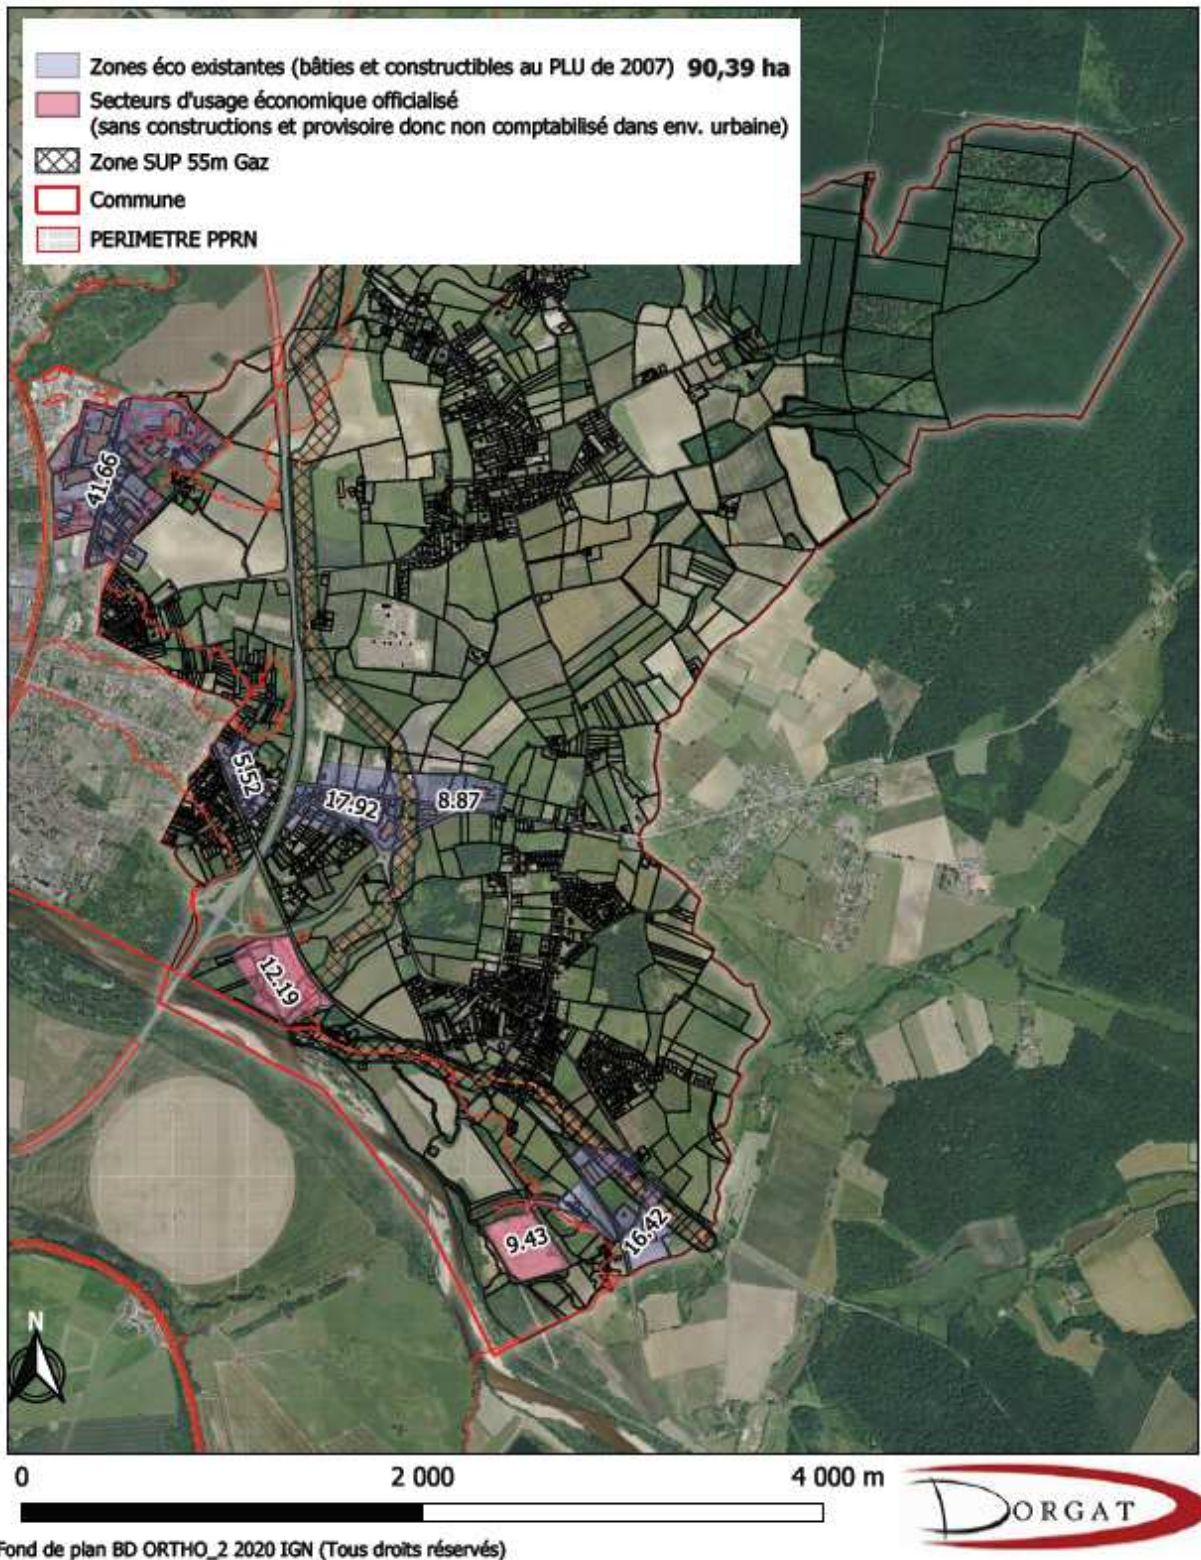 Zones éco existantes (bâties et constructibles au PLU de 2007) 90,39 ha
Secteurs d'usage économique officialisé
(sans constructions et provisoire donc non comptabilisé dans env. urbaine)
Zone SUP 55m Gaz
Commune
PERIMETRE PPRN
41.66
5.52
17.92
8.87
12.19
9.43
16.42
N
0 2 000 4 000 m
DORGAT
Fond de plan BD ORTHO_2 2020 IGN (Tous droits réservés)